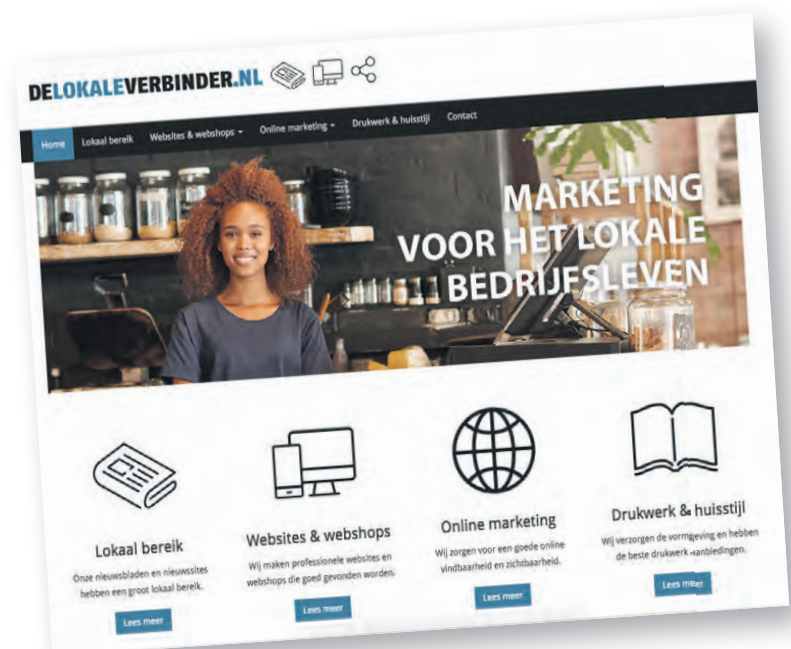 DELOKALEVERBINDER.NL
Home Lokaal bereik Websites & webshops Online marketing Drukwerk & huisstijl Contact
MARKETING
VOOR HET LOKALE
BEDRIJFSLEVEN
Lokaal bereik
Onze nieuwsbladen en nieuwssites
hebben een groot lokaal bereik.
Lees meer
Websites & webshops
Wij maken professionele websites en
webshops die goed gevonden worden.
Lees meer
Online marketing
Wij zorgen voor een goede online
vindbaarheid en zichtbaarheid.
Lees meer
Drukwerk & huisstijl
Wij verzorgen de vormgeving en hebben
de beste drukwerk-aanbiedingen.
Lees meer